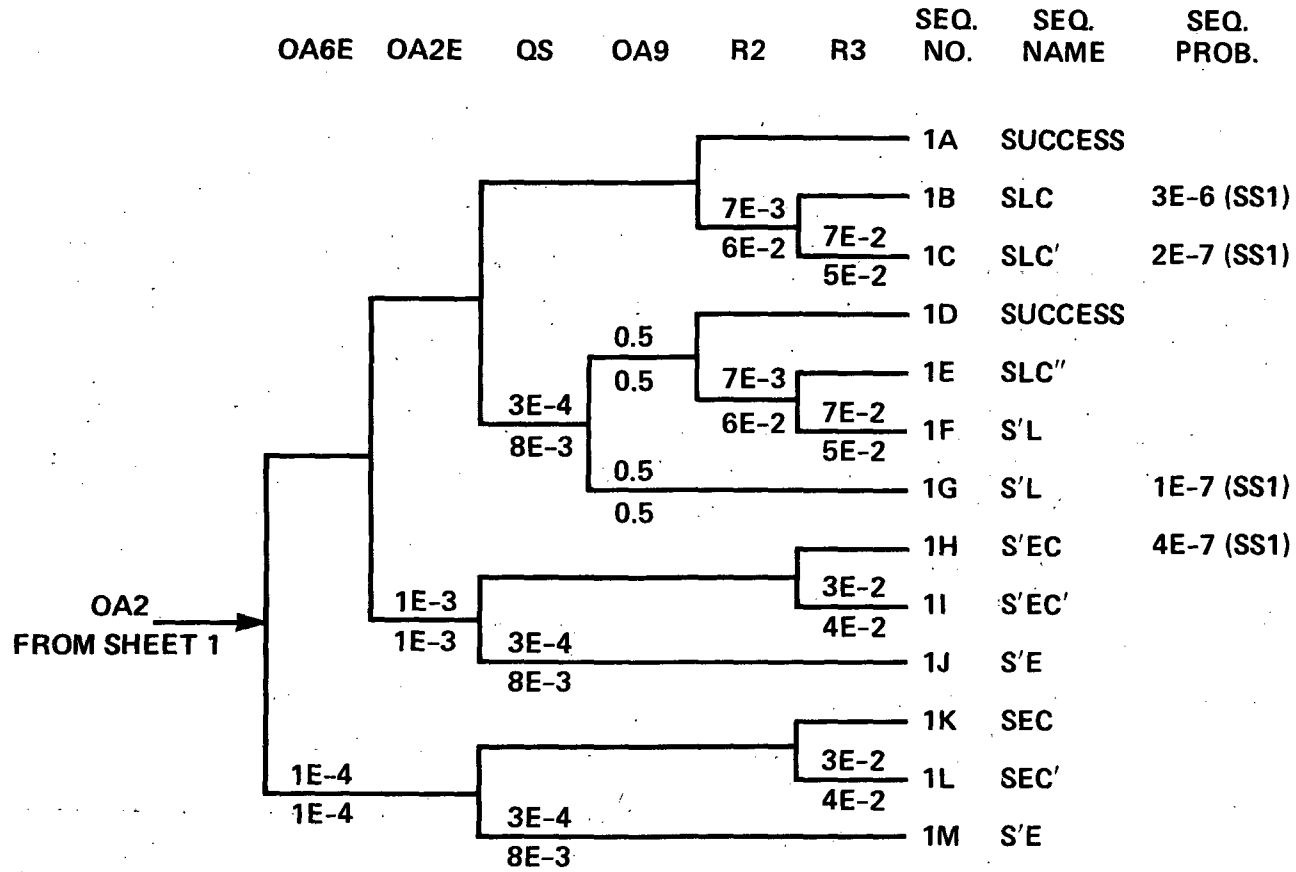 SEQ. SEQ. SEQ.
OA6E OA2E QS OA9 R2 R3 NO. NAME PROB.
1A SUCCESS
7E-3 1B SLC 3E-6 (SS1)
6E-2 7E-2 1C SLC′ 2E-7 (SS1)
5E-2
1D SUCCESS
0.5
0.5 7E-3 1E SLC″
3E-4 6E-2 7E-2 1F S′L
8E-3 5E-2
0.5 1G S′L 1E-7 (SS1)
0.5
1H S′EC 4E-7 (SS1)
3E-2
OA2 1E-3 1I S′EC′
FROM SHEET 1 1E-3 3E-4 4E-2
8E-3 1J S′E
1K SEC
1E-4 3E-2 1L SEC′
1E-4 3E-4 4E-2
8E-3 1M S′E